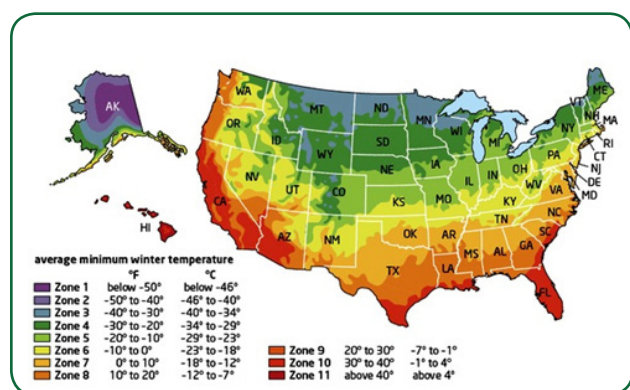 AK
HI
WA
OR
CA
ID
NV
UT
AZ
MT
WY
CO
NM
ND
SD
NE
KS
OK
TX
MN
IA
MO
AR
LA
WI
IL
MS
MI
IN
KY
TN
AL
OH
WV
GA
FL
PA
VA
NC
SC
NY
VT
NH
ME
MA
RI
CT
NJ
DE
MD
average minimum winter temperature
°F °C
Zone 1 below -50° below -46°
Zone 2 -50° to -40° -46° to -40°
Zone 3 -40° to -30° -40° to -34°
Zone 4 -30° to -20° -34° to -29°
Zone 5 -20° to -10° -29° to -23°
Zone 6 -10° to 0° -23° to -18°
Zone 7 0° to 10° -18° to -12°
Zone 8 10° to 20° -12° to -7°
Zone 9 20° to 30° -7° to -1°
Zone 10 30° to 40° -1° to 4°
Zone 11 above 40° above 4°